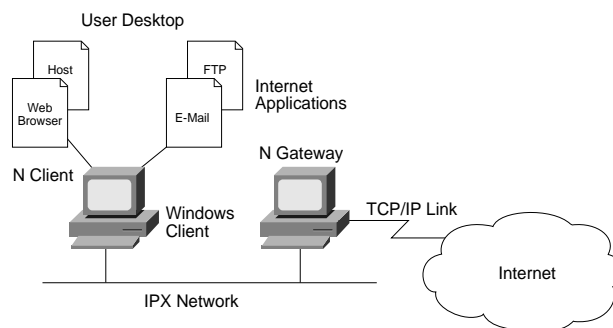 User Desktop
Host
Web
Browser
FTP
E-Mail
Internet
Applications
N Client
Windows
Client
N Gateway
TCP/IP Link
Internet
IPX Network